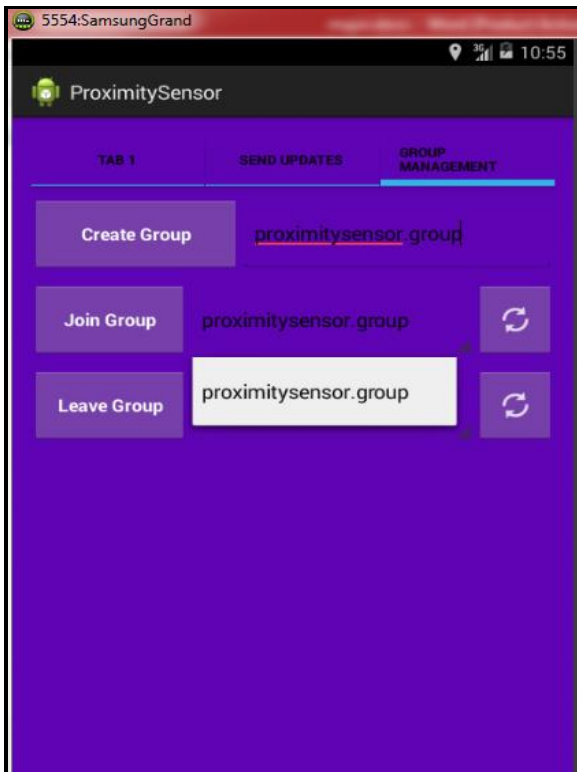 5554:SamsungGrand
3G 10:55
ProximitySensor
TAB 1 SEND UPDATES GROUP MANAGEMENT
Create Group proximitysensor.group
Join Group proximitysensor.group
Leave Group proximitysensor.group